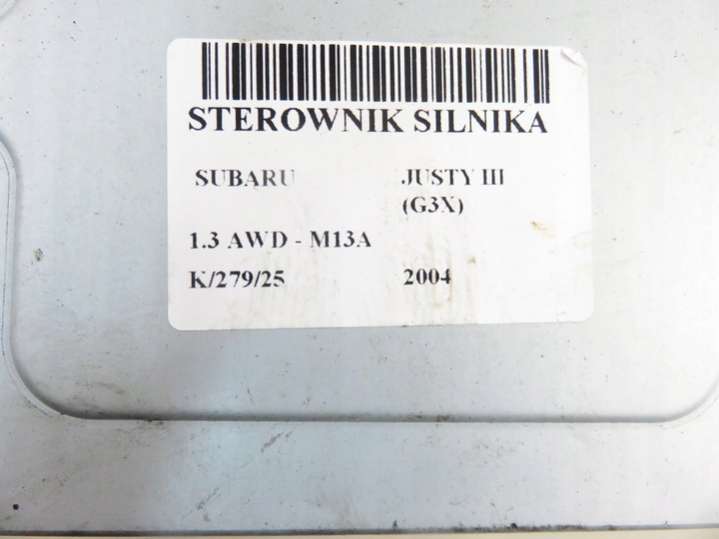 STEROWNIK SILNIKA
SUBARU JUSTY III
(G3X)
1.3 AWD - M13A
K/279/25 2004